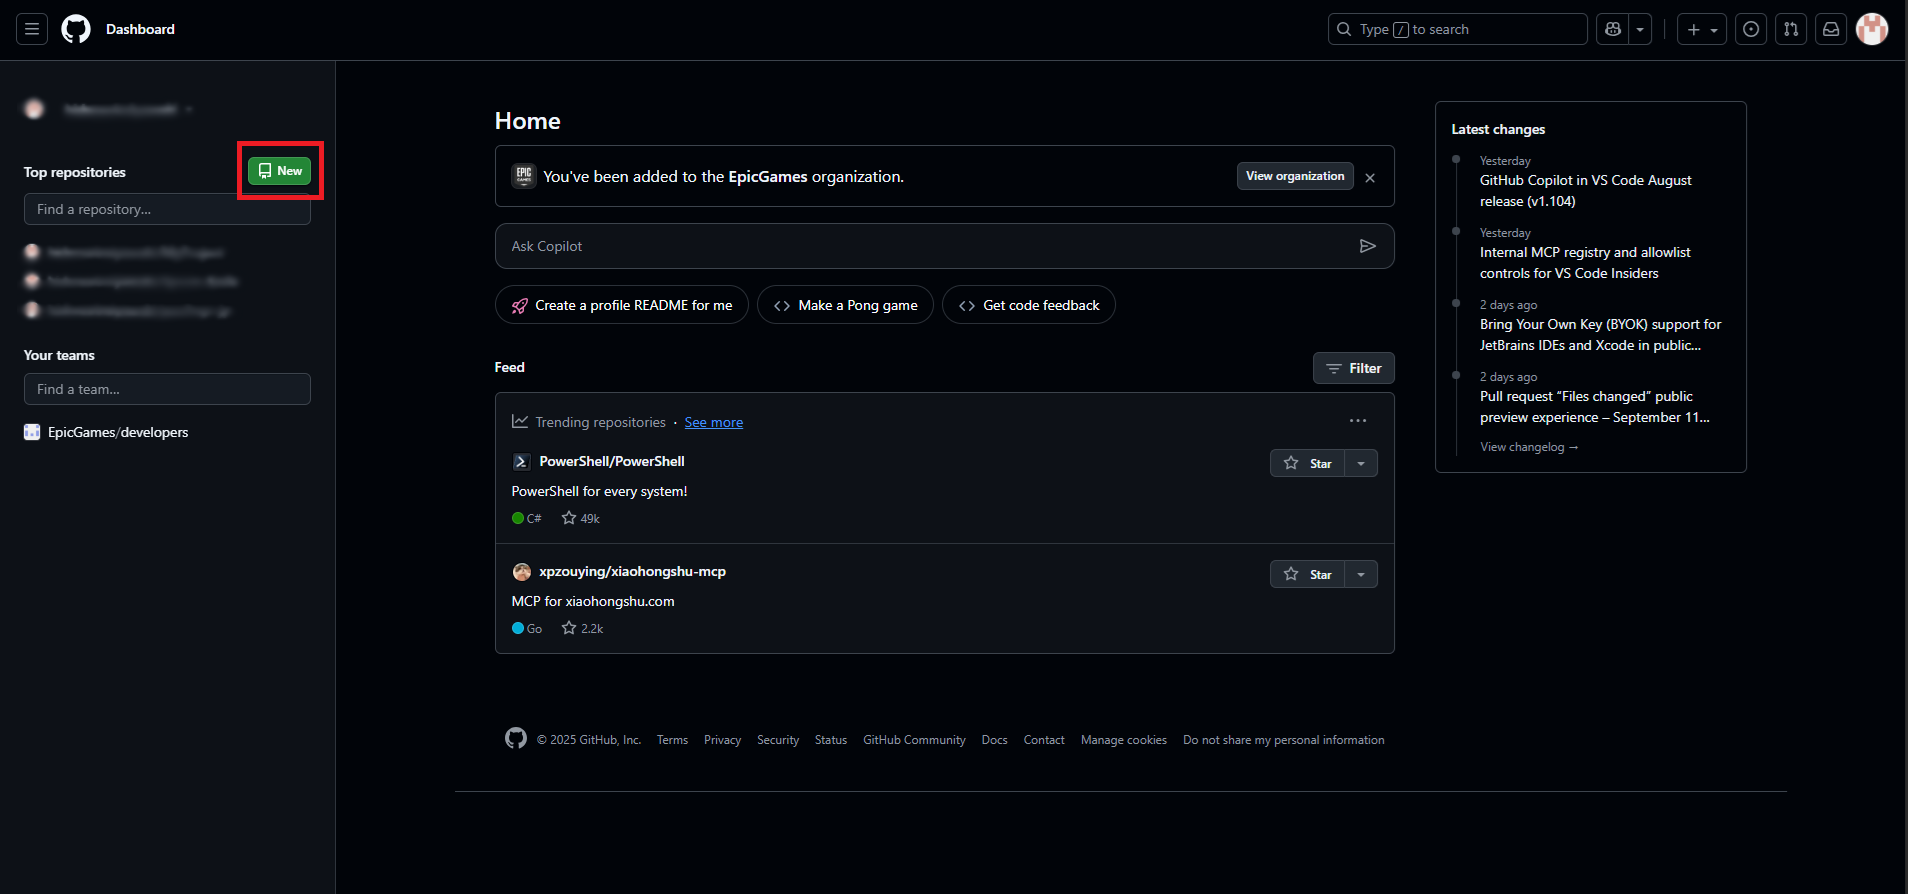 Dashboard
Type / to search
Top repositories
New
Find a repository...
Your teams
Find a team...
EpicGames/developers
Home
EPIC GAMES
You've been added to the EpicGames organization.
View organization
Ask Copilot
Create a profile README for me
Make a Pong game
Get code feedback
Feed
Filter
Trending repositories · See more
PowerShell/PowerShell
Star
PowerShell for every system!
C# 49k
xpzouying/xiaohongshu-mcp
Star
MCP for xiaohongshu.com
Go 2.2k
Latest changes
Yesterday
GitHub Copilot in VS Code August
release (v1.104)
Yesterday
Internal MCP registry and allowlist
controls for VS Code Insiders
2 days ago
Bring Your Own Key (BYOK) support for
JetBrains IDEs and Xcode in public...
2 days ago
Pull request “Files changed” public
preview experience – September 11...
View changelog →
© 2025 GitHub, Inc. Terms Privacy Security Status GitHub Community Docs Contact Manage cookies Do not share my personal information